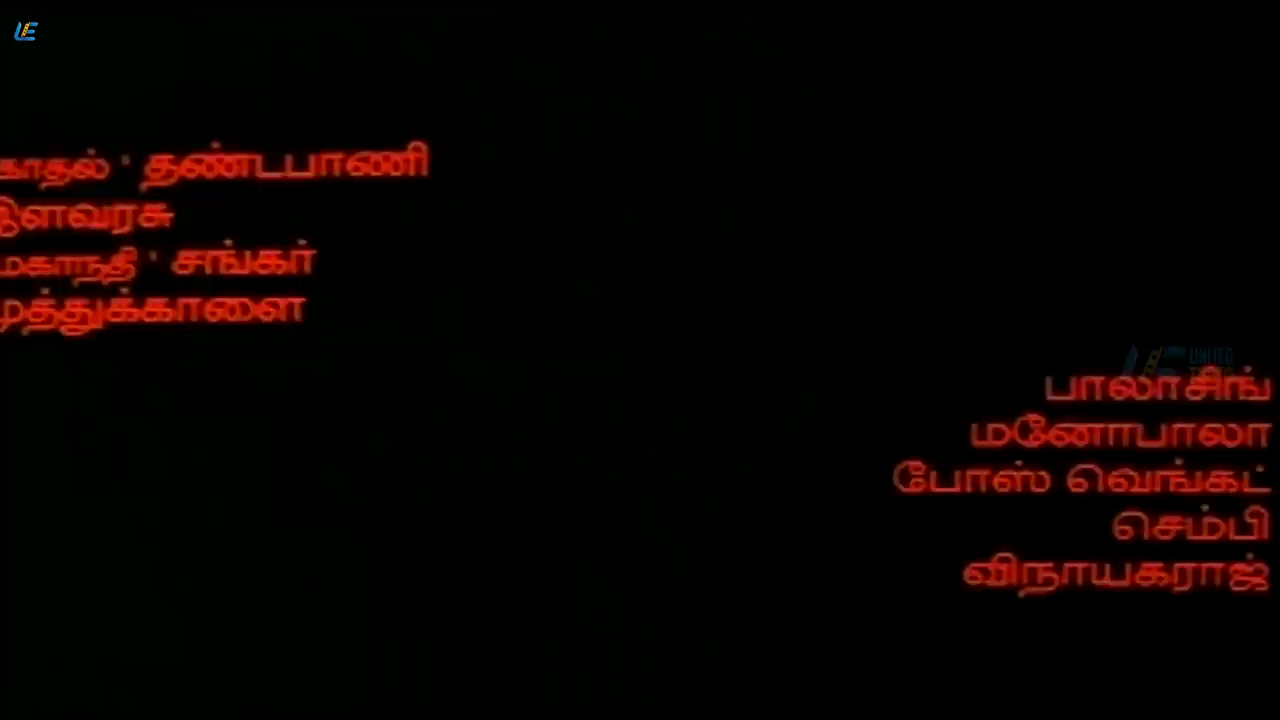 காதல் ' தண்டபாணி
இளவரசு
மகாநதி ' சங்கர்
முத்துக்காளை
பாலாசிங்
மனோபாலா
போஸ் வெங்கட்
செம்பி
விநாயகராஜ்